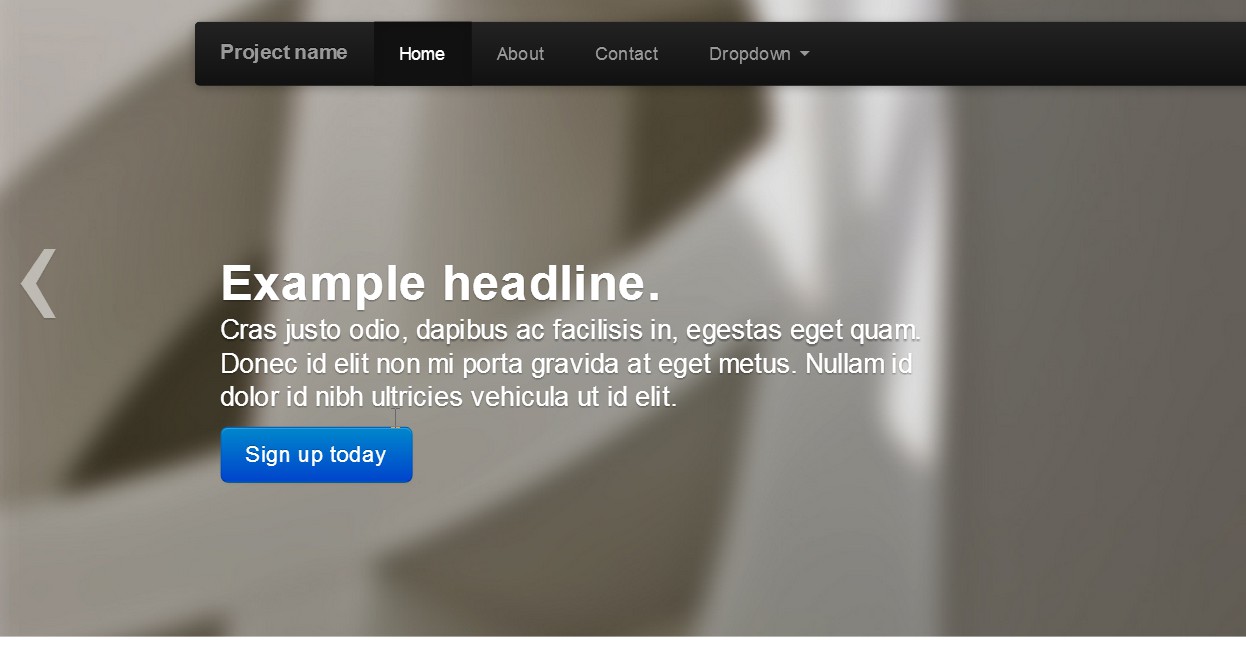 Project name Home About Contact Dropdown
Example headline.
Cras justo odio, dapibus ac facilisis in, egestas eget quam.
Donec id elit non mi porta gravida at eget metus. Nullam id
dolor id nibh ultricies vehicula ut id elit.
Sign up today